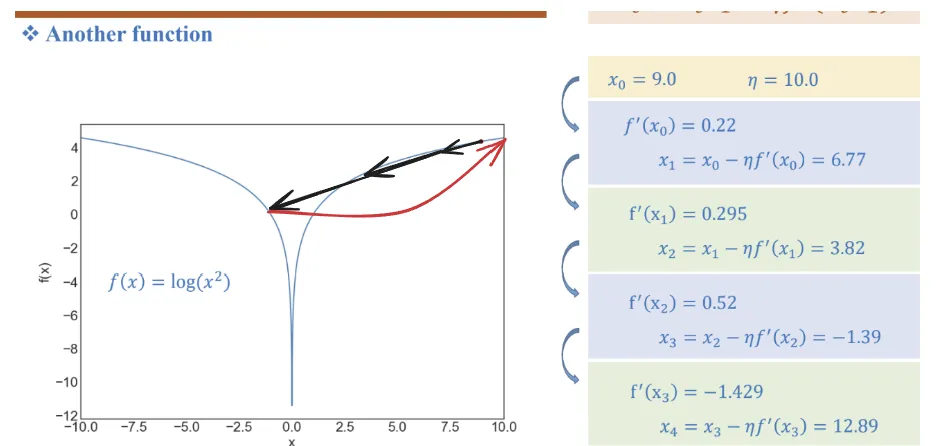 ❖ Another function
f(x)
4
2
0
−2
−4
−6
−8
−10
−12
f(x) = log(x²)
−10.0 −7.5 −5.0 −2.5 0.0 2.5 5.0 7.5 10.0
x
x₀ = 9.0 η = 10.0
f′(x₀) = 0.22
x₁ = x₀ − ηf′(x₀) = 6.77
f′(x₁) = 0.295
x₂ = x₁ − ηf′(x₁) = 3.82
f′(x₂) = 0.52
x₃ = x₂ − ηf′(x₂) = −1.39
f′(x₃) = −1.429
x₄ = x₃ − ηf′(x₃) = 12.89